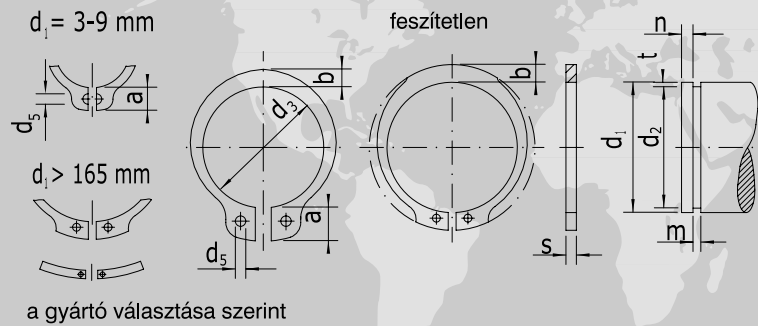 d₁= 3-9 mm
feszítetlen
n
t
b
b
a
d₃
d₅
d₁
d₂
d₁> 165 mm
a
m
s
d₅
a gyártó választása szerint